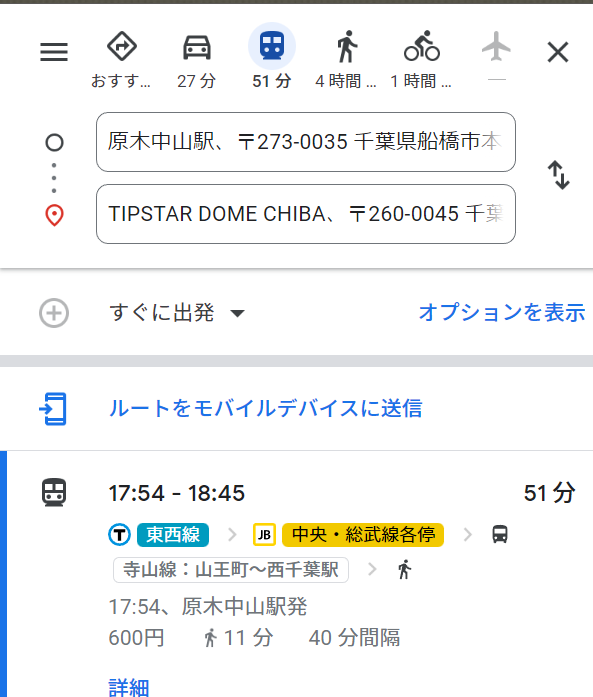 おすす… 27 分 51 分 4 時間 … 1 時間 … —
原木中山駅、〒273-0035 千葉県船橋市本
TIPSTAR DOME CHIBA、〒260-0045 千葉
すぐに出発 オプションを表示
ルートをモバイルデバイスに送信
17:54 - 18:45 51 分
T 東西線 JB 中央・総武線各停
寺山線：山王町～西千葉駅
17:54、原木中山駅発
600円 11 分 40 分間隔
詳細